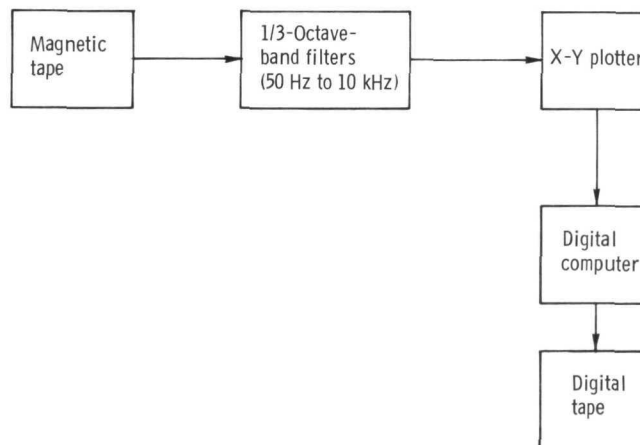 Magnetic
tape
1/3-Octave-
band filters
(50 Hz to 10 kHz)
X-Y plotter
Digital
computer
Digital
tape